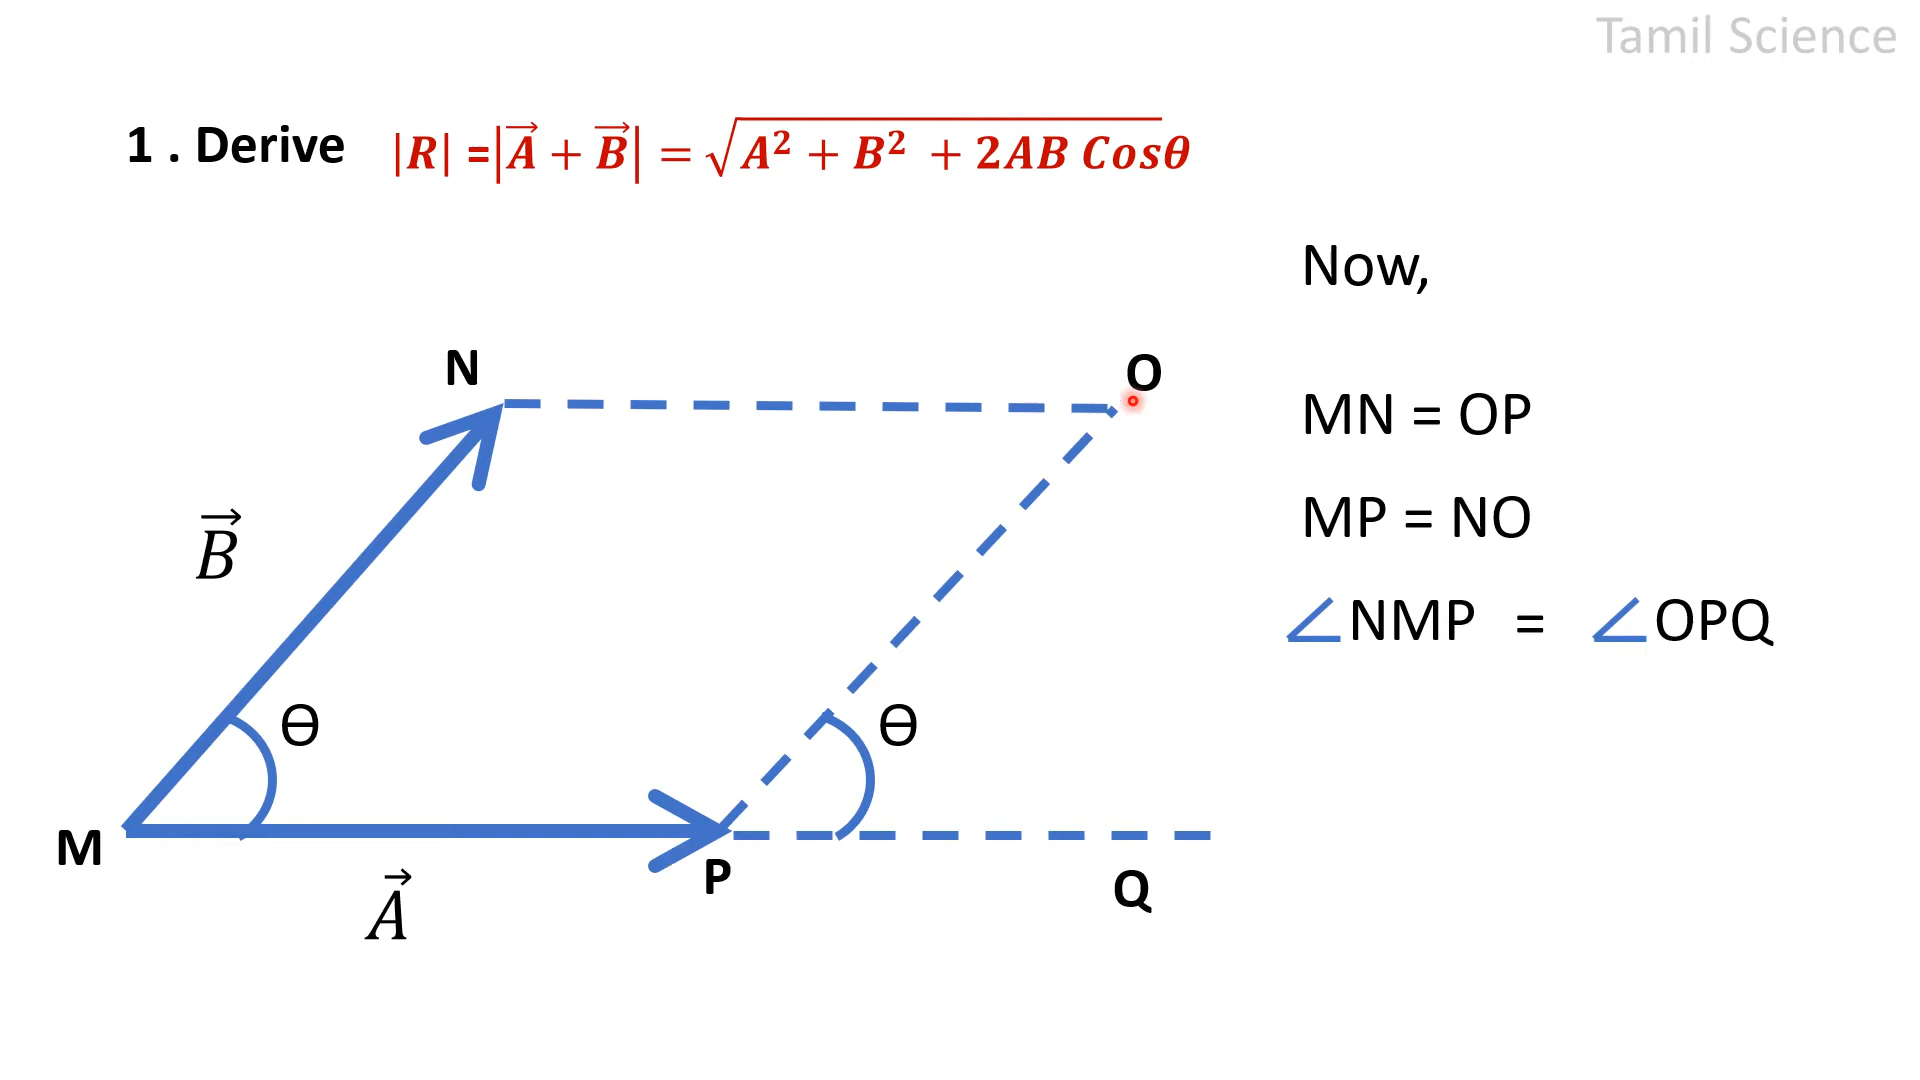 Tamil Science
1 . Derive |R| =|A⃗ + B⃗| = √A² + B² + 2AB Cosθ
Now,
N
O
MN = OP
B⃗
MP = NO
∠NMP = ∠OPQ
Ө
Ө
M
P
Q
A⃗